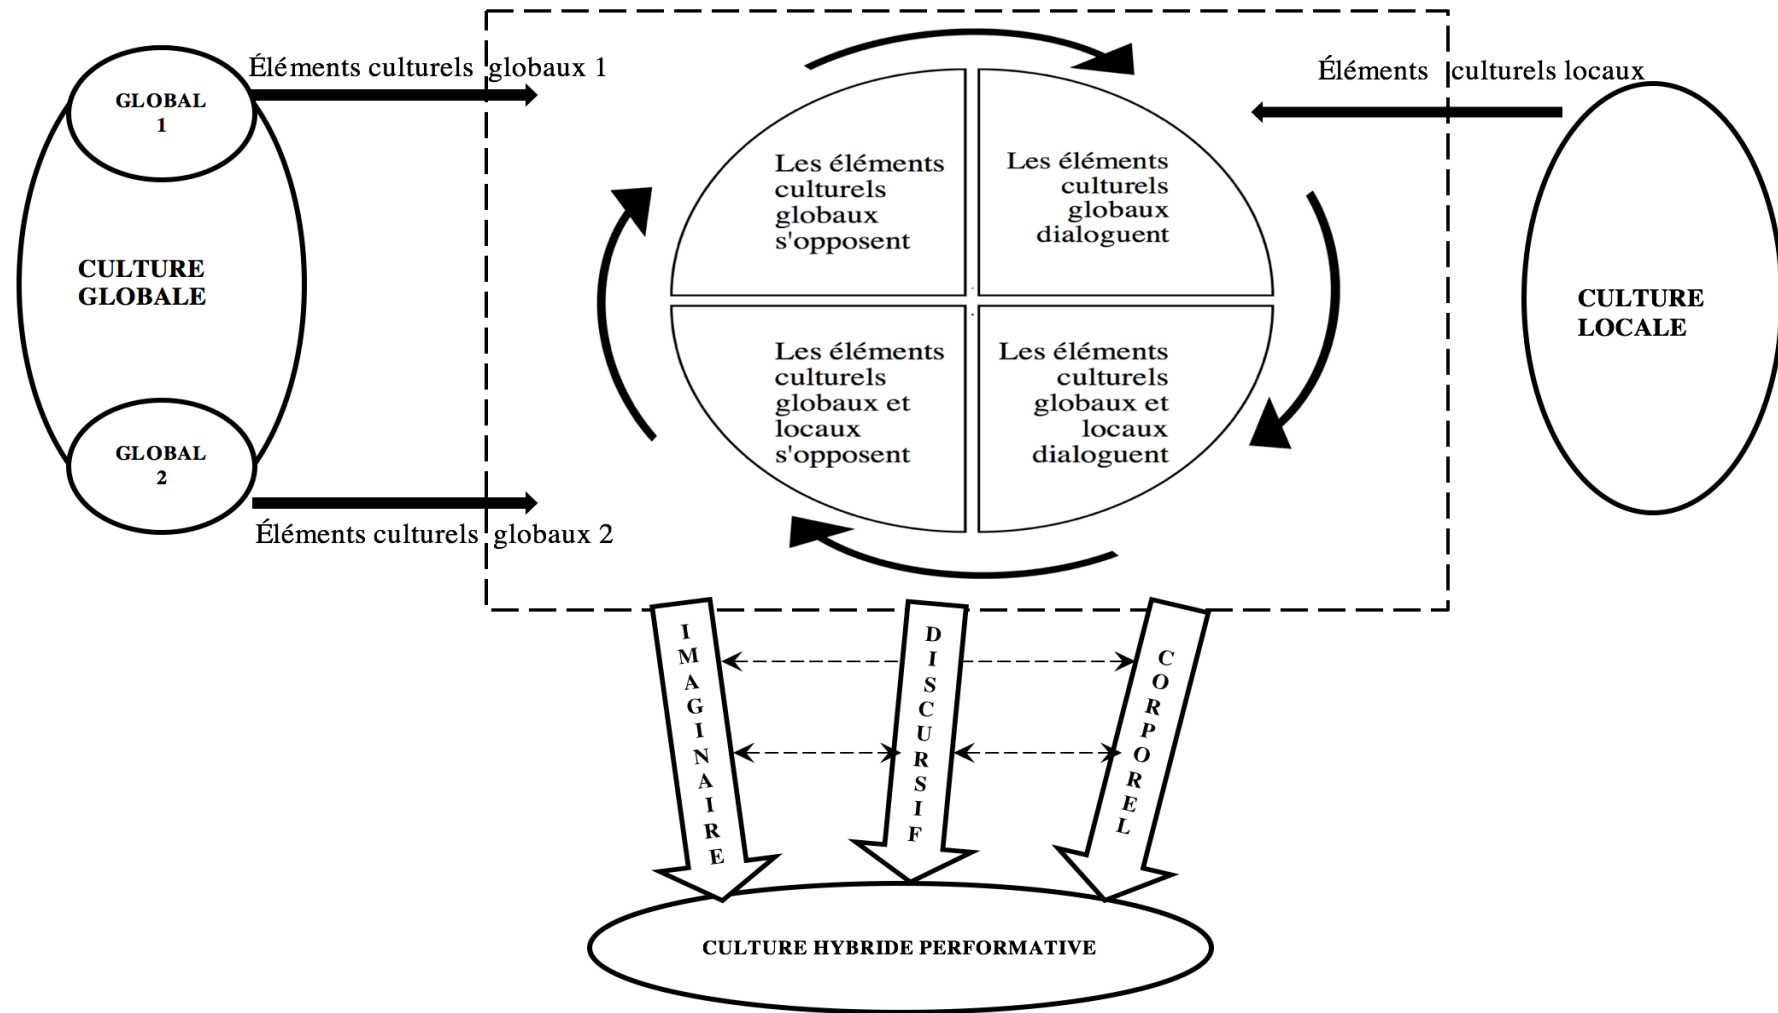 Éléments culturels globaux 1
GLOBAL
1
CULTURE
GLOBALE
GLOBAL
2
Éléments culturels globaux 2
Les éléments
culturels
globaux
s'opposent
Les éléments
culturels
globaux
dialoguent
Les éléments
culturels
globaux et
locaux
s'opposent
Les éléments
culturels
globaux et
locaux
dialoguent
Éléments culturels locaux
CULTURE
LOCALE
IMAGINAIRE
DISCURSIF
CORPOREL
CULTURE HYBRIDE PERFORMATIVE